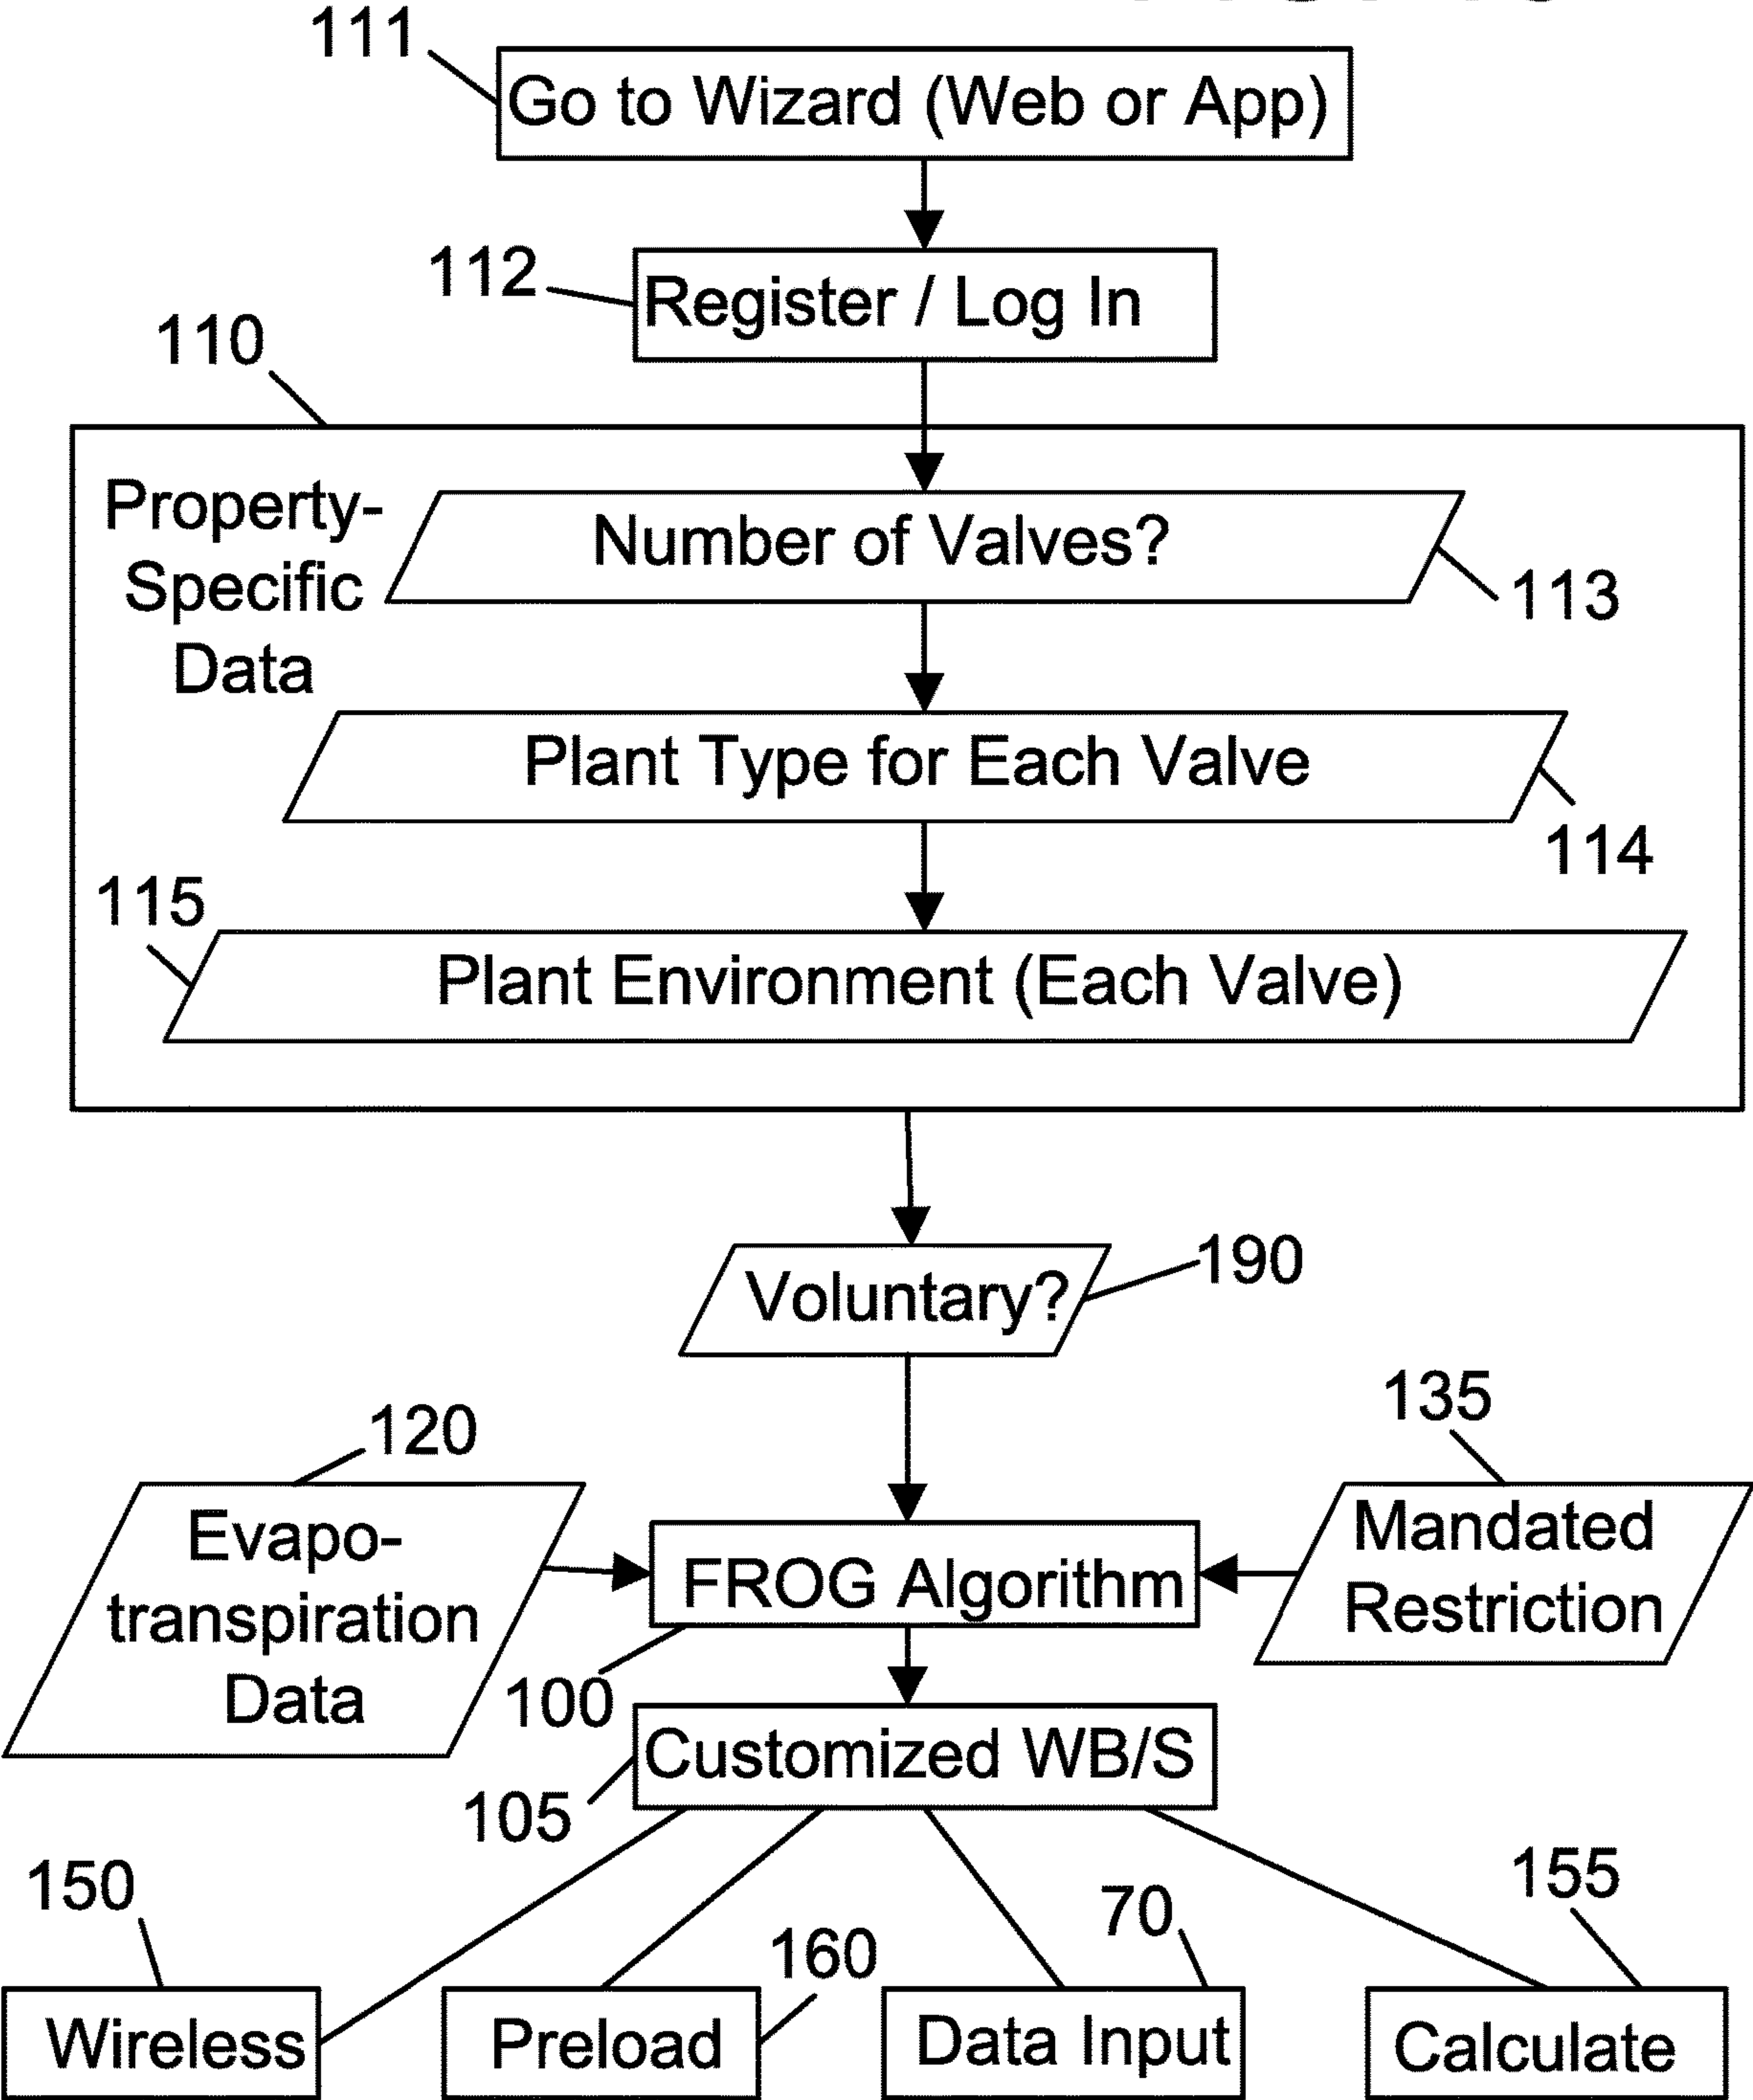 111
Go to Wizard (Web or App)
112
Register / Log In
110
Property-
Specific
Data
Number of Valves?
113
Plant Type for Each Valve
114
115
Plant Environment (Each Valve)
Voluntary?
190
120
135
Evapo-
transpiration
Data
FROG Algorithm
Mandated
Restriction
100
Customized WB/S
105
150
160
70
155
Wireless
Preload
Data Input
Calculate